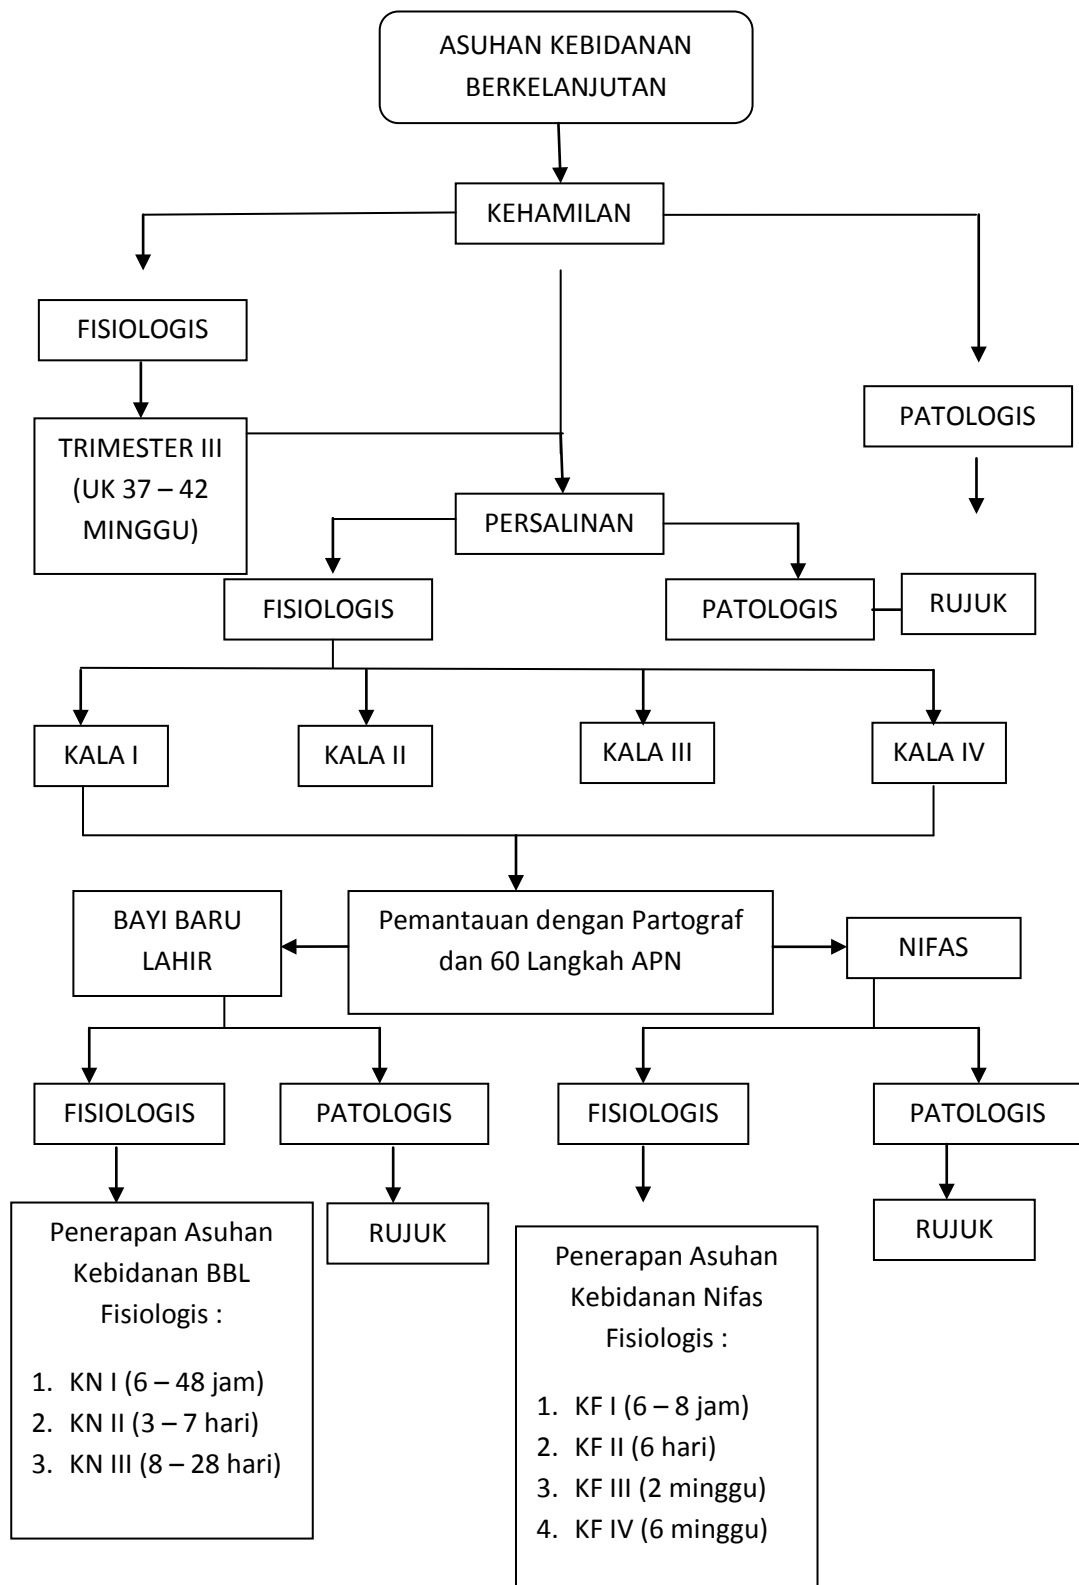 ASUHAN KEBIDANAN
BERKELANJUTAN
KEHAMILAN
FISIOLOGIS
PATOLOGIS
TRIMESTER III
(UK 37 – 42
MINGGU)
PERSALINAN
FISIOLOGIS
PATOLOGIS
RUJUK
KALA I
KALA II
KALA III
KALA IV
BAYI BARU
LAHIR
Pemantauan dengan Partograf
dan 60 Langkah APN
NIFAS
FISIOLOGIS
PATOLOGIS
FISIOLOGIS
PATOLOGIS
Penerapan Asuhan
Kebidanan BBL
Fisiologis :
1. KN I (6 – 48 jam)
2. KN II (3 – 7 hari)
3. KN III (8 – 28 hari)
RUJUK
Penerapan Asuhan
Kebidanan Nifas
Fisiologis :
1. KF I (6 – 8 jam)
2. KF II (6 hari)
3. KF III (2 minggu)
4. KF IV (6 minggu)
RUJUK